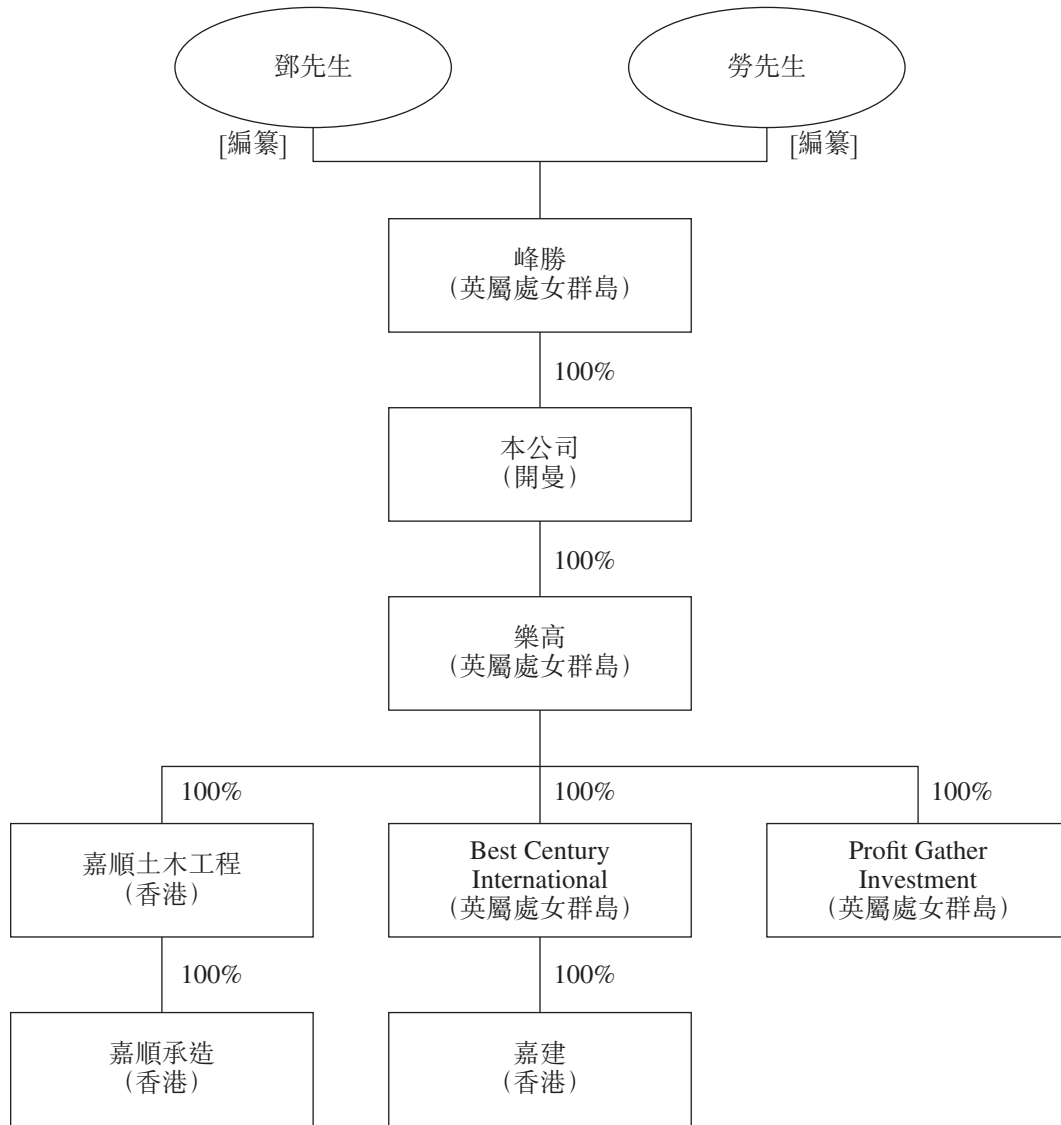 鄧先生
勞先生
[編纂]
[編纂]
峰勝
(英屬處女群島)
100%
本公司
(開曼)
100%
樂高
(英屬處女群島)
100%
100%
100%
嘉順土木工程
(香港)
Best Century
International
(英屬處女群島)
Profit Gather
Investment
(英屬處女群島)
100%
100%
嘉順承造
(香港)
嘉建
(香港)